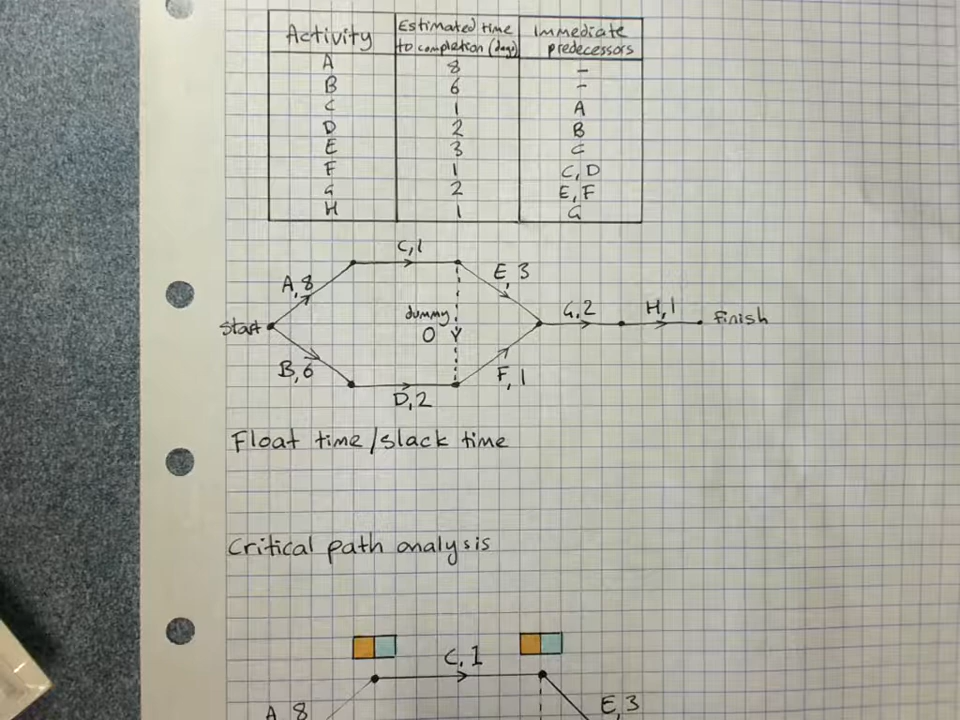 Activity Estimated time to completion (days) Immediate predecessors
A 8 -
B 6 -
C 1 A
D 2 B
E 3 C
F 1 C, D
G 2 E, F
H 1 G
C, 1
A, 8 E, 3
dummy G, 2 H, 1
Start 0 Finish
B, 6 F, 1
D, 2
Float time/slack time
Critical path analysis
C, 1
A, 8 E, 3